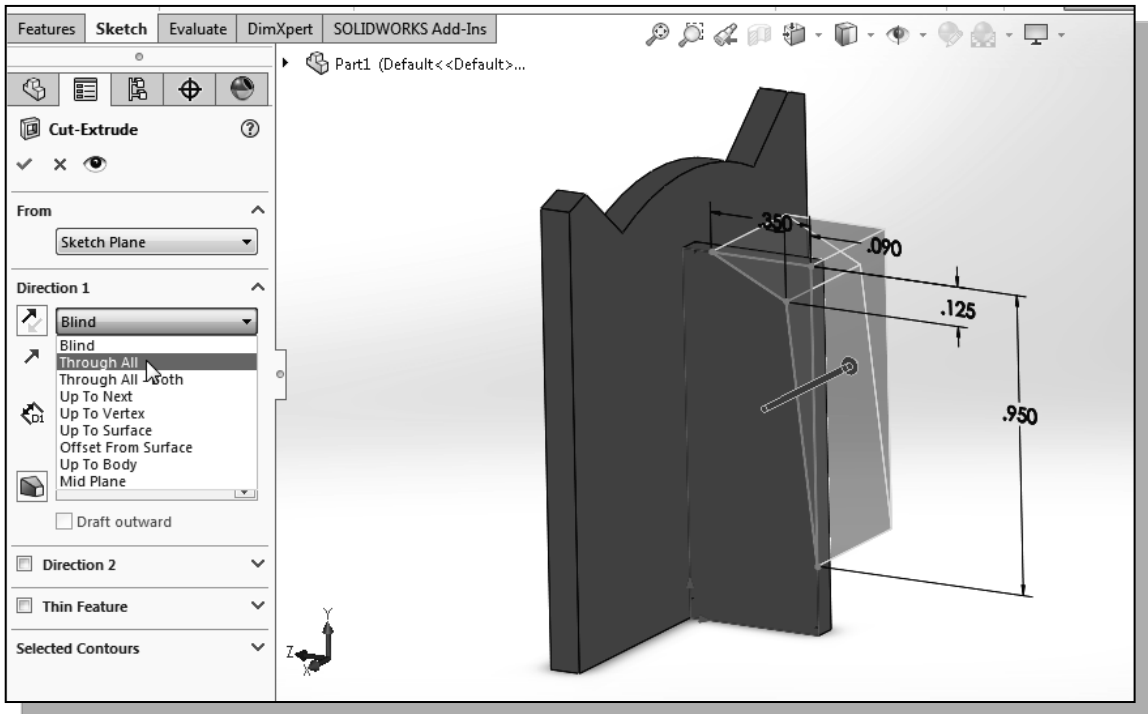 Features Sketch Evaluate DimXpert SOLIDWORKS Add-Ins
Part1 (Default<<Default>...
Cut-Extrude
From
Sketch Plane
Direction 1
Blind
Blind
Through All
Through All
Up To Next
Up To Vertex
Up To Surface
Offset From Surface
Up To Body
Mid Plane
D1
Draft outward
Direction 2
Thin Feature
Selected Contours
.350
.090
.125
.950
Y
Z
X